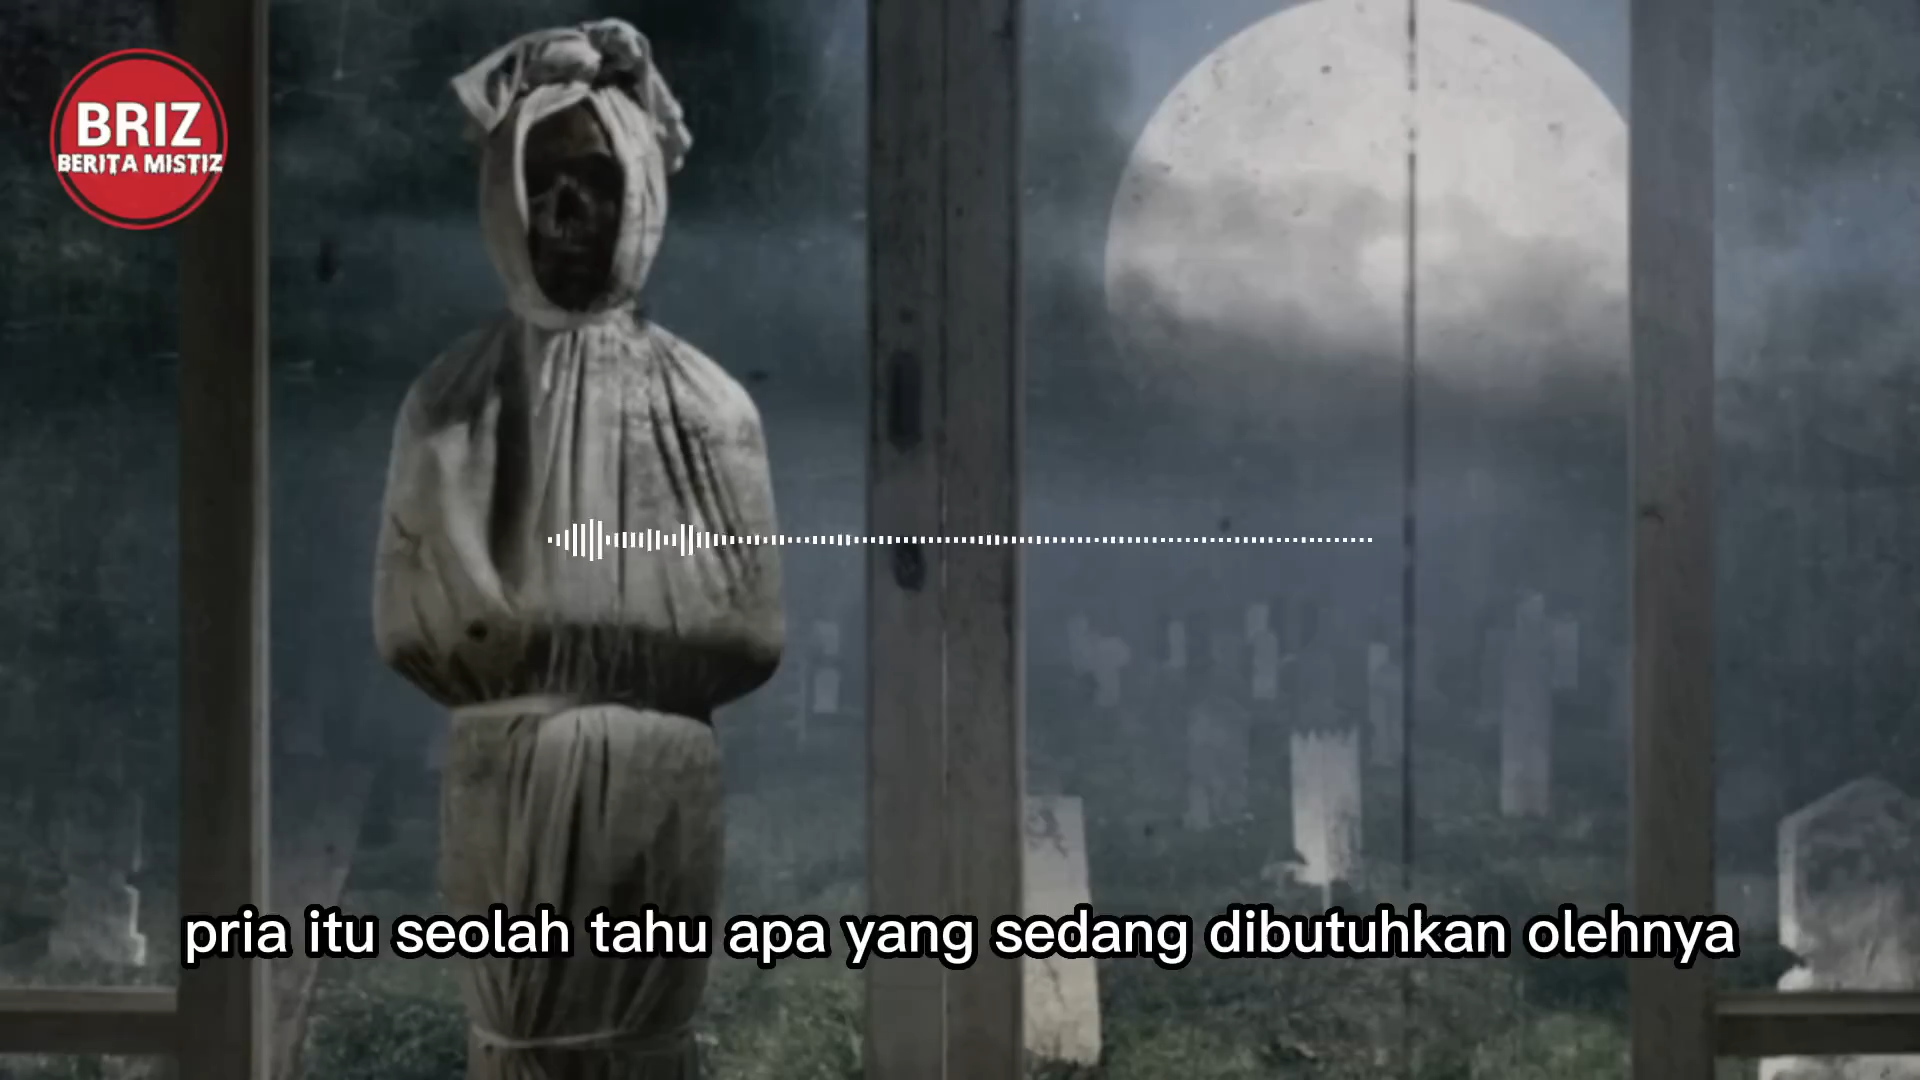 BRIZ
BERITA MISTIZ
pria itu seolah tahu apa yang sedang dibutuhkan olehnya